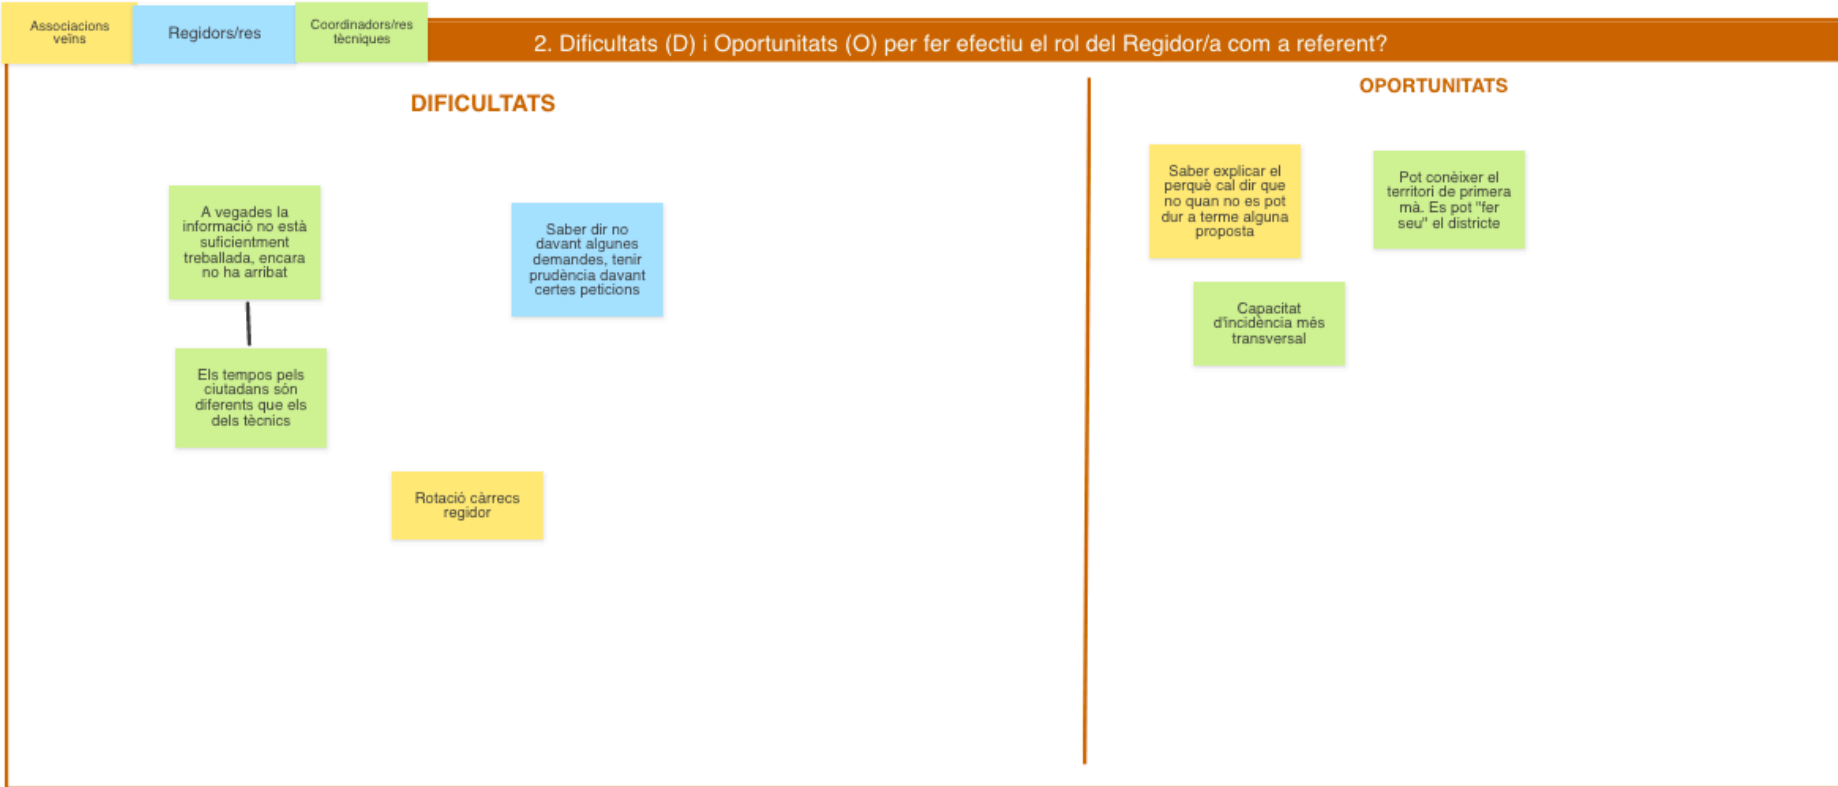 Associacions
veïns
Regidors/res
Coordinadors/res
tècniques
2. Dificultats (D) i Oportunitats (O) per fer efectiu el rol del Regidor/a com a referent?
DIFICULTATS
A vegades la
informació no està
suficientment
treballada, encara
no ha arribat
Saber dir no
davant algunes
demandes, tenir
prudència davant
certes peticions
Els tempos pels
ciutadans són
diferents que els
dels tècnics
Rotació càrrecs
regidor
OPORTUNITATS
Saber explicar el
perquè cal dir que
no quan no es pot
dur a terme alguna
proposta
Pot conèixer el
territori de primera
mà. Es pot "fer
seu" el districte
Capacitat
d'incidència més
transversal